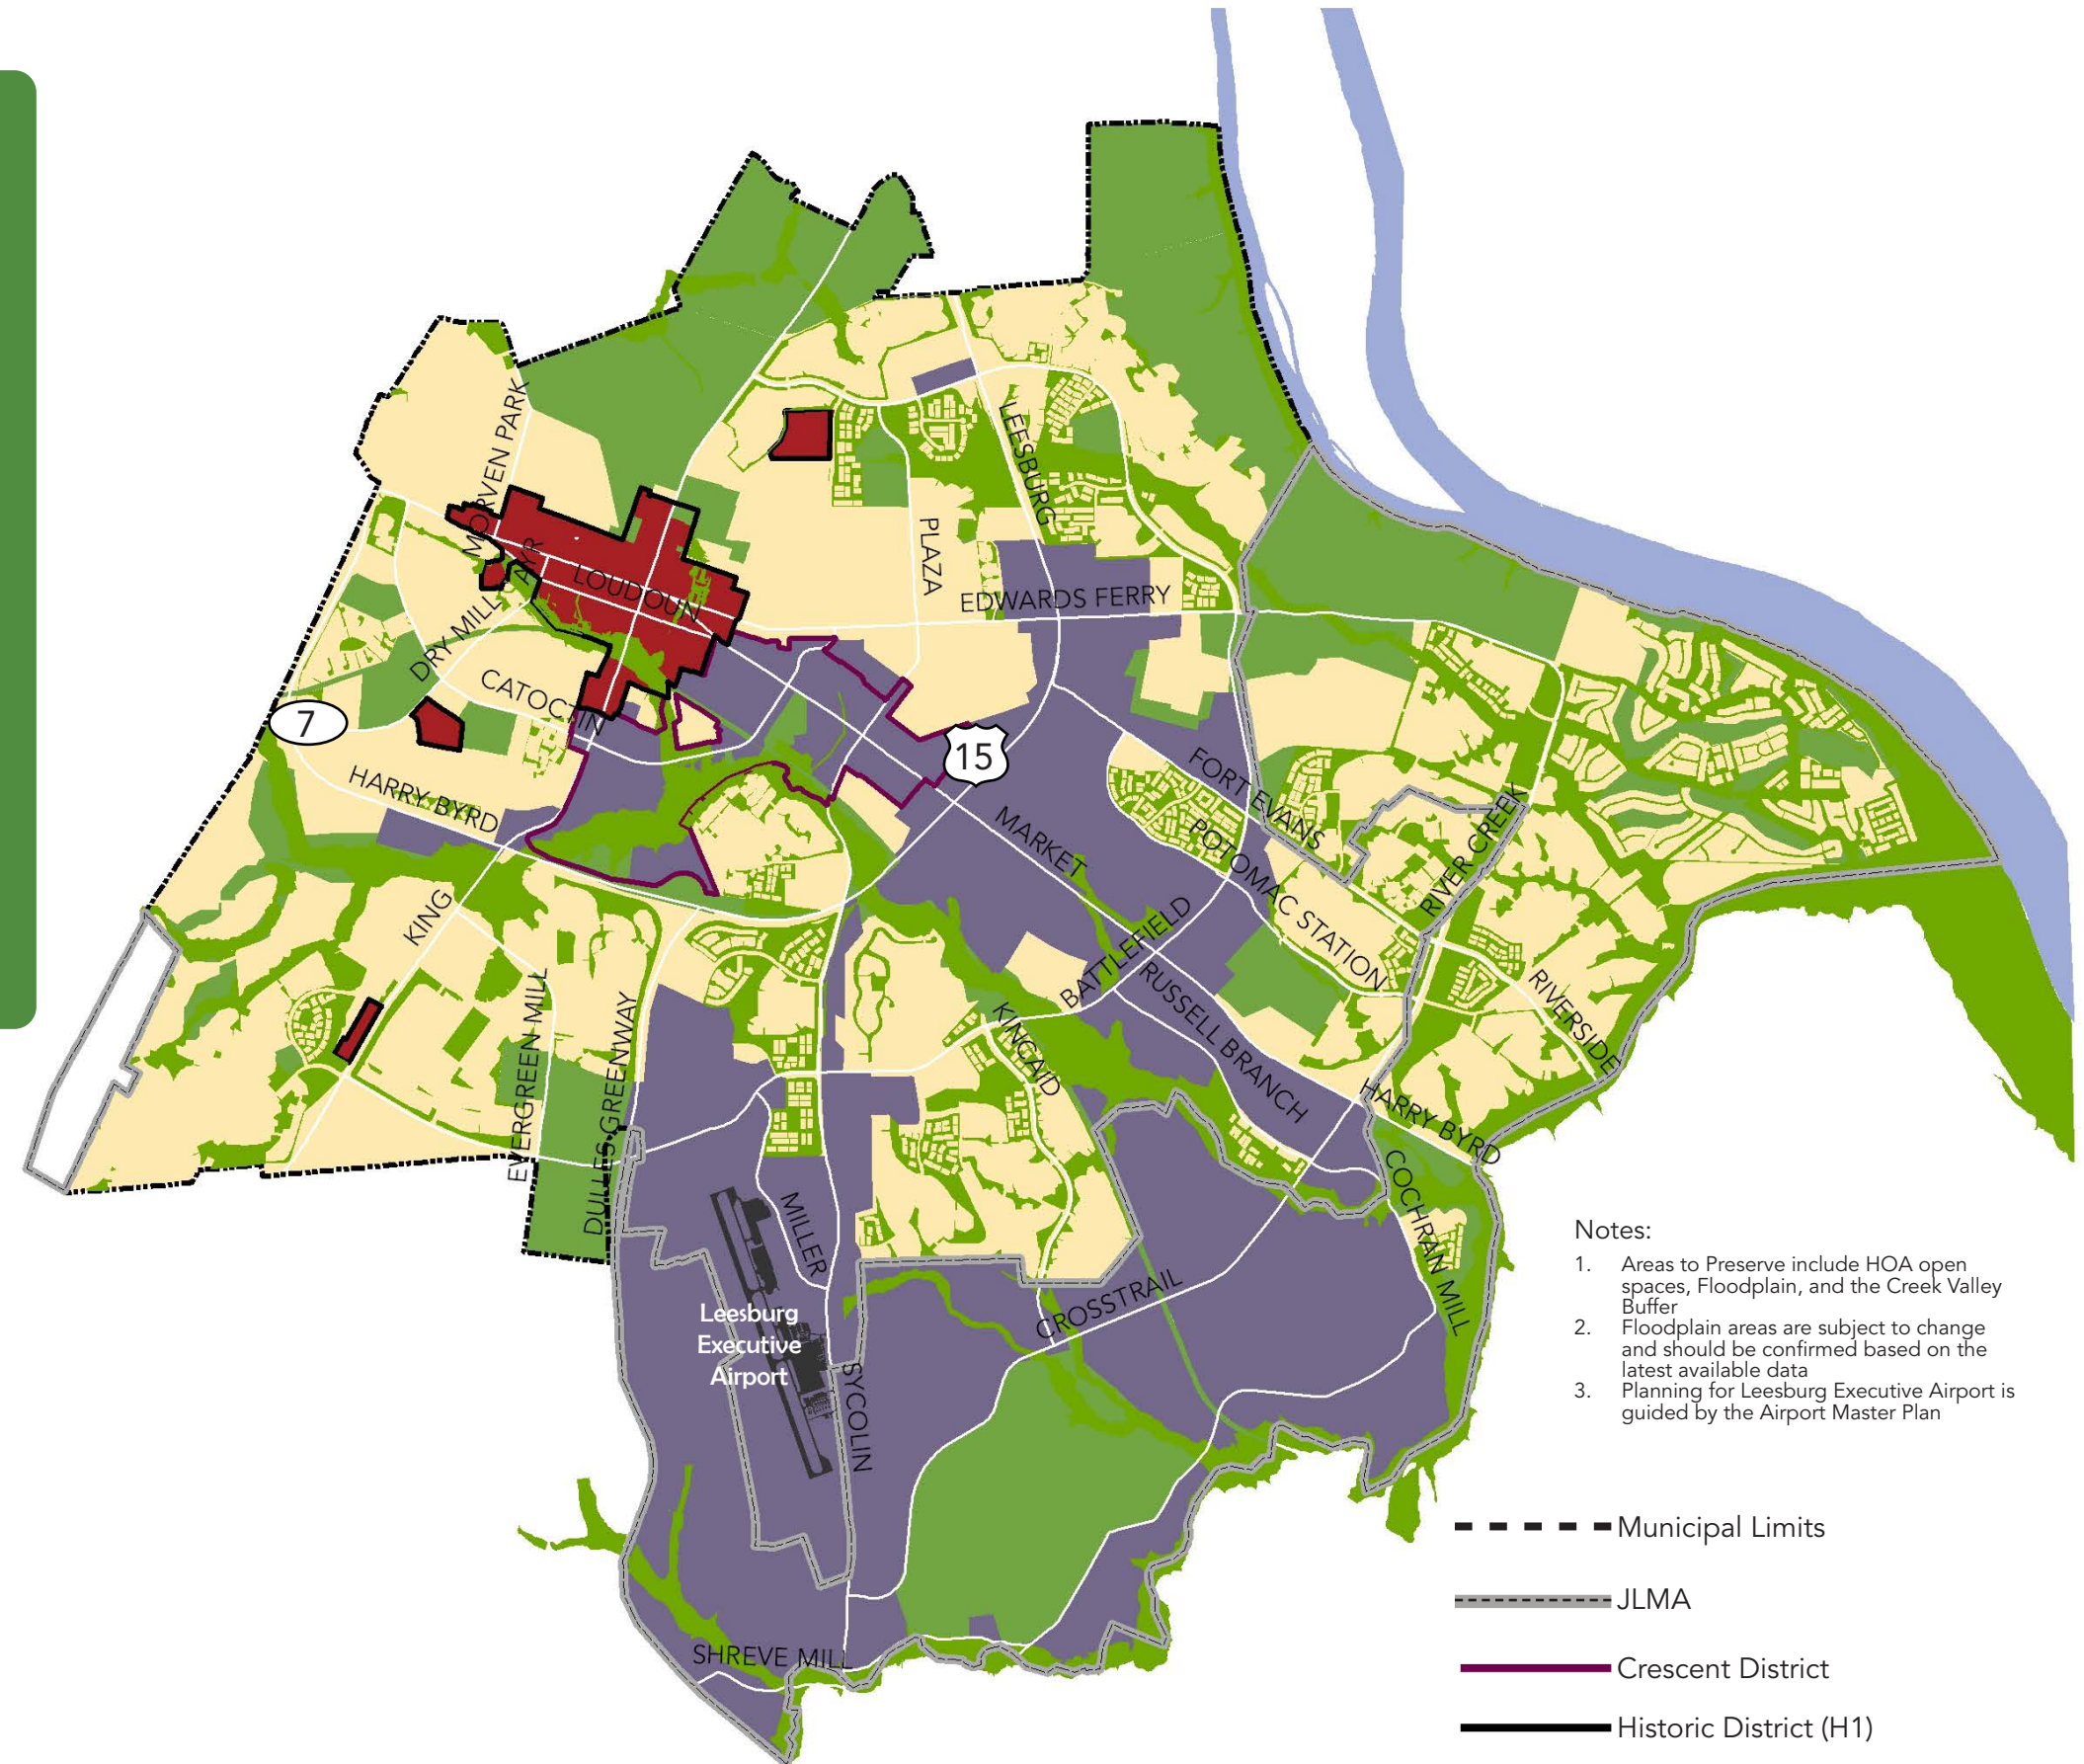 MORVEN PARK
LEESBURG
PLAZA
AYR
LOUDOUN
EDWARDS FERRY
DRY MILL
CATOCTIN
7
15
HARRY BYRD
FORT EVANS
MARKET
POTOMAC STATION
RIVER CREEK
KING
BATTLEFIELD
RUSSELL BRANCH
RIVERSIDE
EVERGREEN MILL
DULLES GREENWAY
KINCAID
HARRY BYRD
COCHRAN MILL
MILLER
CROSSTRAIL
Leesburg
Executive
Airport
SYCOLIN
SHREVE MILL
Notes:
1. Areas to Preserve include HOA open
spaces, Floodplain, and the Creek Valley
Buffer
2. Floodplain areas are subject to change
and should be confirmed based on the
latest available data
3. Planning for Leesburg Executive Airport is
guided by the Airport Master Plan
Municipal Limits
JLMA
Crescent District
Historic District (H1)